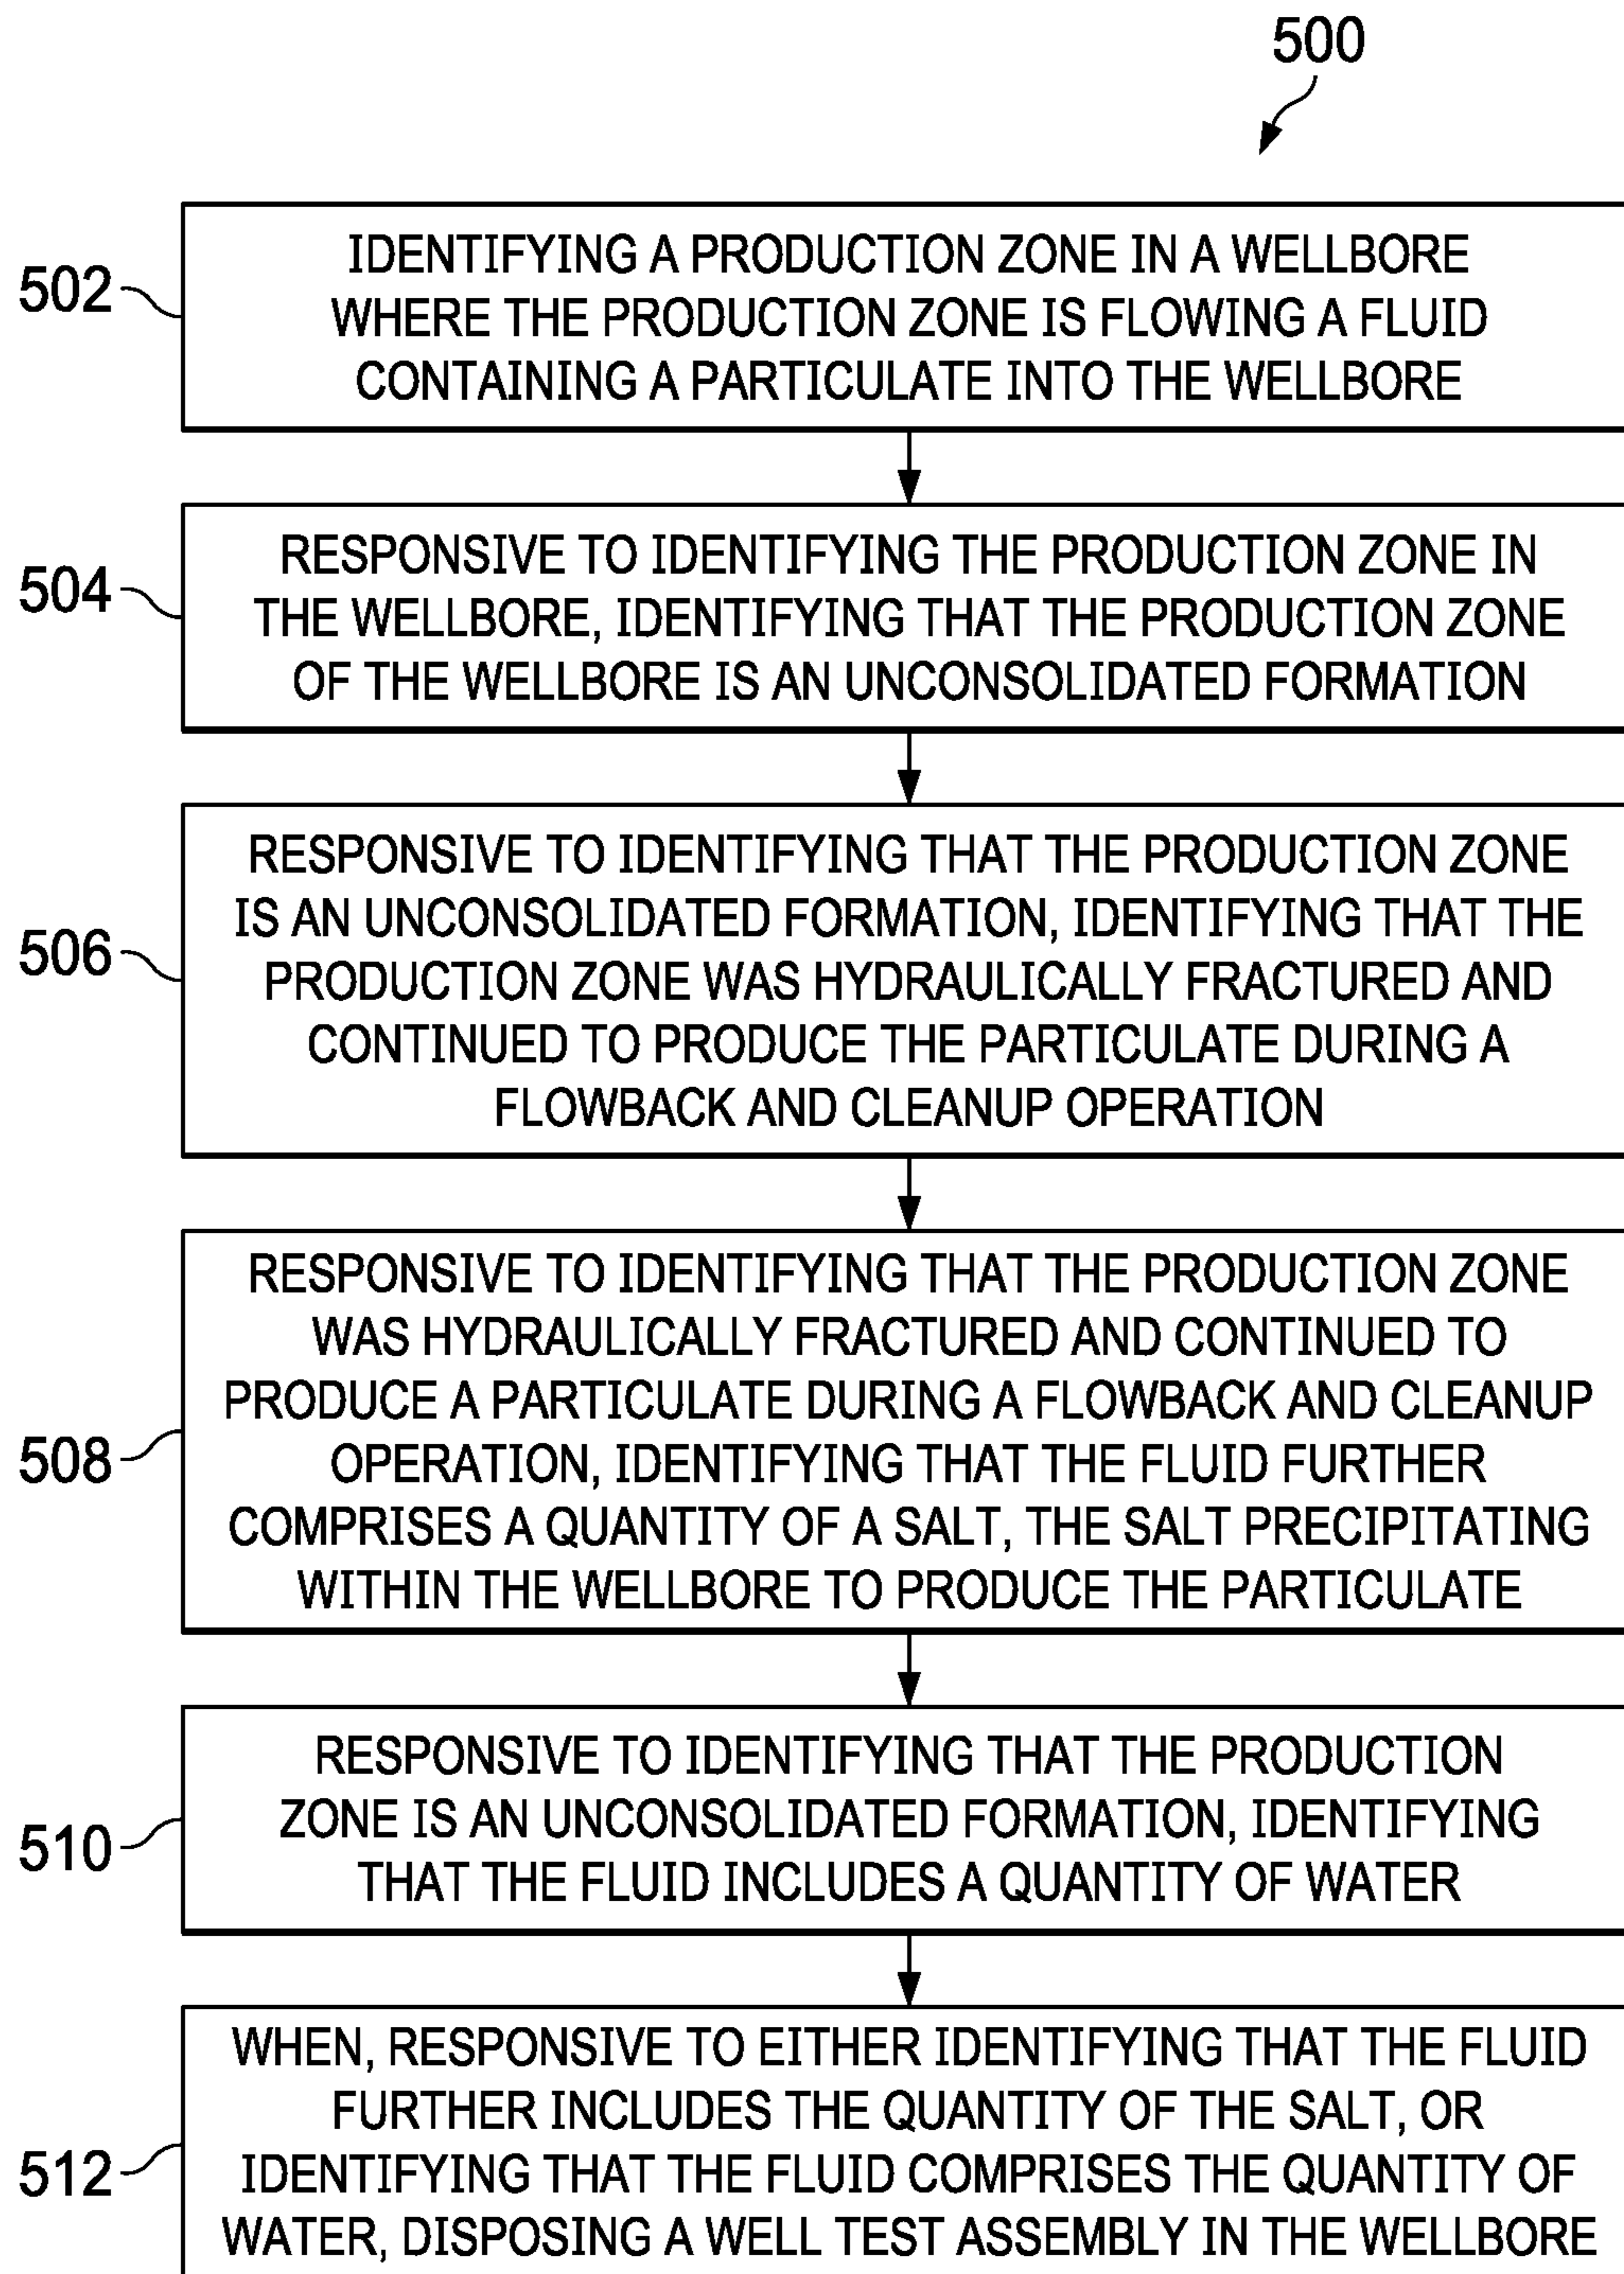 500
502
IDENTIFYING A PRODUCTION ZONE IN A WELLBORE
WHERE THE PRODUCTION ZONE IS FLOWING A FLUID
CONTAINING A PARTICULATE INTO THE WELLBORE
504
RESPONSIVE TO IDENTIFYING THE PRODUCTION ZONE IN
THE WELLBORE, IDENTIFYING THAT THE PRODUCTION ZONE
OF THE WELLBORE IS AN UNCONSOLIDATED FORMATION
506
RESPONSIVE TO IDENTIFYING THAT THE PRODUCTION ZONE
IS AN UNCONSOLIDATED FORMATION, IDENTIFYING THAT THE
PRODUCTION ZONE WAS HYDRAULICALLY FRACTURED AND
CONTINUED TO PRODUCE THE PARTICULATE DURING A
FLOWBACK AND CLEANUP OPERATION
508
RESPONSIVE TO IDENTIFYING THAT THE PRODUCTION ZONE
WAS HYDRAULICALLY FRACTURED AND CONTINUED TO
PRODUCE A PARTICULATE DURING A FLOWBACK AND CLEANUP
OPERATION, IDENTIFYING THAT THE FLUID FURTHER
COMPRISES A QUANTITY OF A SALT, THE SALT PRECIPITATING
WITHIN THE WELLBORE TO PRODUCE THE PARTICULATE
510
RESPONSIVE TO IDENTIFYING THAT THE PRODUCTION
ZONE IS AN UNCONSOLIDATED FORMATION, IDENTIFYING
THAT THE FLUID INCLUDES A QUANTITY OF WATER
512
WHEN, RESPONSIVE TO EITHER IDENTIFYING THAT THE FLUID
FURTHER INCLUDES THE QUANTITY OF THE SALT, OR
IDENTIFYING THAT THE FLUID COMPRISES THE QUANTITY OF
WATER, DISPOSING A WELL TEST ASSEMBLY IN THE WELLBORE